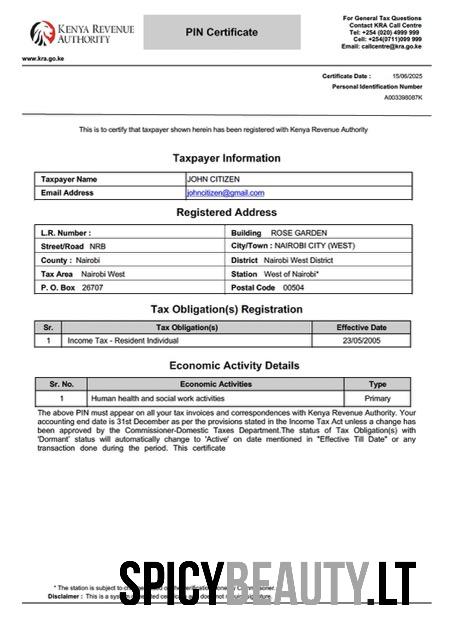 KENYA REVENUE
AUTHORITY
www.kra.go.ke
PIN Certificate
For General Tax Questions
Contact KRA Call Centre
Tel: +254 (020) 4999 999
Cell: +254(0711)099 999
Email: callcentre@kra.go.ke
Certificate Date : 15/06/2025
Personal Identification Number
A003398087K
This is to certify that taxpayer shown herein has been registered with Kenya Revenue Authority
Taxpayer Information
Taxpayer Name JOHN CITIZEN
Email Address johncitizen@gmail.com
Registered Address
L.R. Number : Building ROSE GARDEN
Street/Road NRB City/Town : NAIROBI CITY (WEST)
County : Nairobi District Nairobi West District
Tax Area Nairobi West Station West of Nairobi*
P. O. Box 26707 Postal Code 00504
Tax Obligation(s) Registration
Sr. Tax Obligation(s) Effective Date
1 Income Tax - Resident Individual 23/05/2005
Economic Activity Details
Sr. No. Economic Activities Type
1 Human health and social work activities Primary
The above PIN must appear on all your tax invoices and correspondences with Kenya Revenue Authority. Your
accounting end date is 31st December as per the provisions stated in the Income Tax Act unless a change has
been approved by the Commissioner-Domestic Taxes Department.The status of Tax Obligation(s) with
'Dormant' status will automatically change to 'Active' on date mentioned in "Effective Till Date" or any
transaction done during the period. This certificate
* The station is subject to
Disclaimer : This is a
SPICYBEAUTY.LT